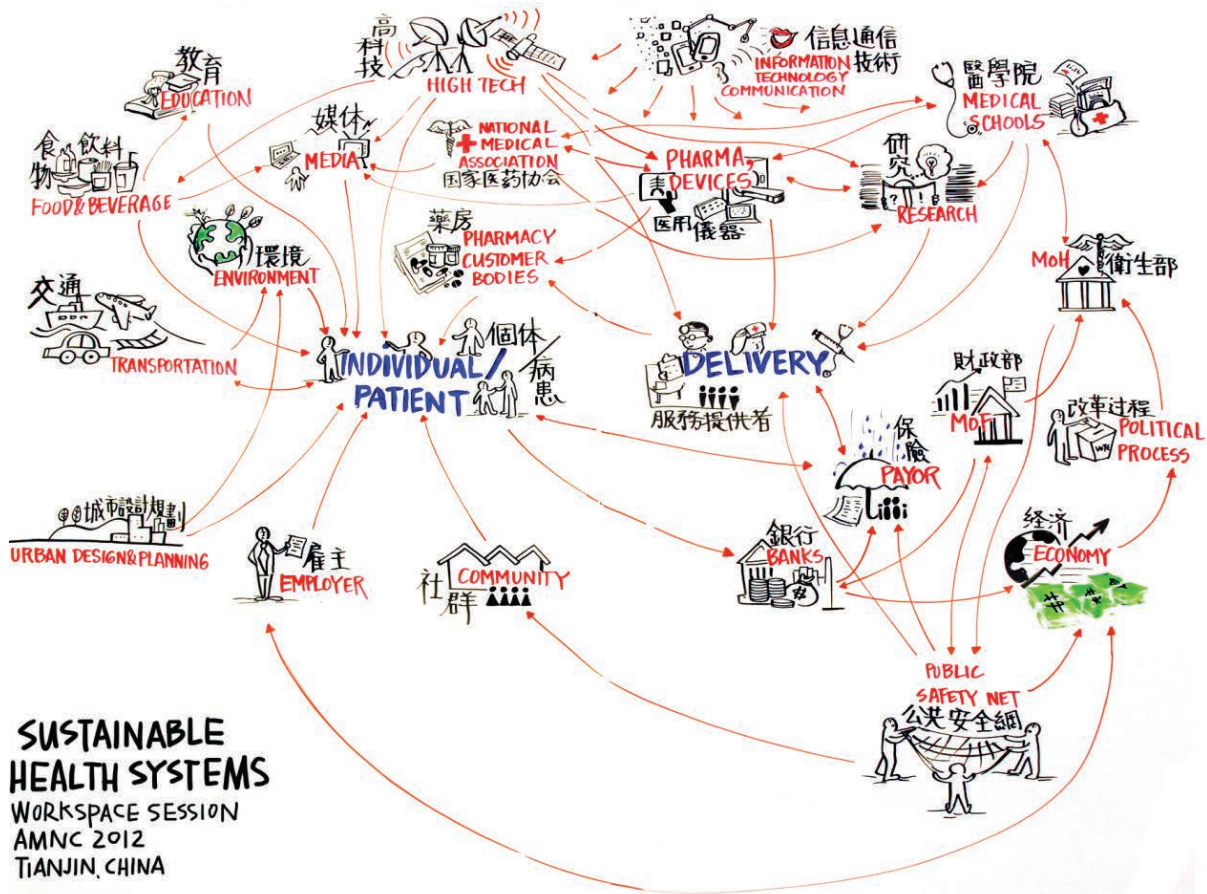 高科技
HIGH TECH
信息通信技術
INFORMATION
TECHNOLOGY
COMMUNICATION
教育
EDUCATION
醫學院
MEDICAL
SCHOOLS
食物飲料
FOOD & BEVERAGE
媒体
MEDIA
NATIONAL
MEDICAL
ASSOCIATION
国家医药协会
PHARMA,
DEVICES
医用儀器
研究
RESEARCH
環境
ENVIRONMENT
藥房
PHARMACY
CUSTOMER
BODIES
MOH
衛生部
交通
TRANSPORTATION
個体/病患
INDIVIDUAL/
PATIENT
DELIVERY
服務提供者
財政部
MOF
改革过程
POLITICAL
PROCESS
保險
PAYOR
城市設計規劃
URBAN DESIGN & PLANNING
雇主
EMPLOYER
社群
COMMUNITY
銀行
BANKS
经济
ECONOMY
PUBLIC
SAFETY NET
公共安全網
SUSTAINABLE
HEALTH SYSTEMS
WORKSPACE SESSION
AMNC 2012
TIANJIN, CHINA